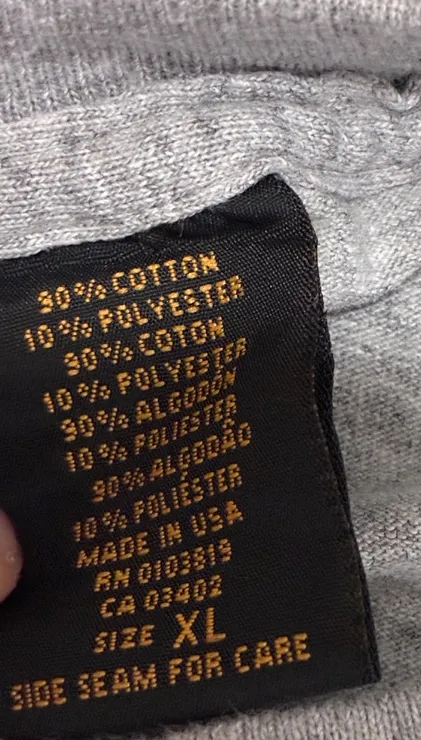 90% COTTON
10% POLYESTER
90% COTON
10% POLYESTER
90% ALGODÓN
10% POLIESTER
90% ALGODÃO
10% POLIÉSTER
MADE IN USA
RN 0103819
CA 03402
SIZE XL
SIDE SEAM FOR CARE